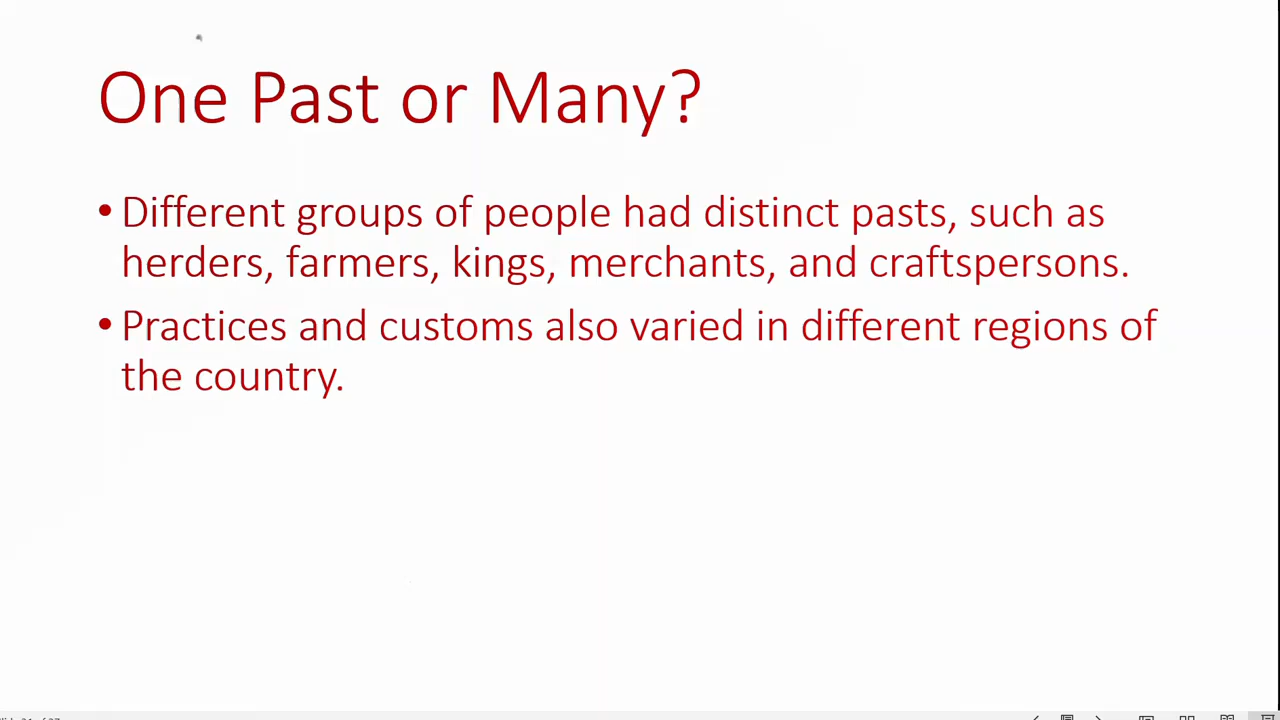 One Past or Many?
• Different groups of people had distinct pasts, such as
herders, farmers, kings, merchants, and craftspersons.
• Practices and customs also varied in different regions of
the country.